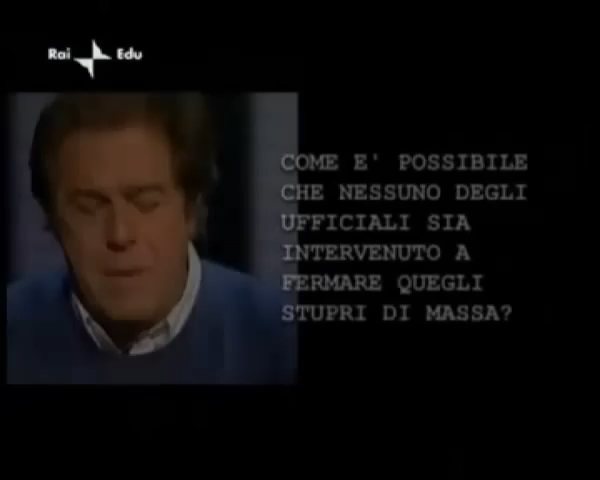 Rai Edu
COME E' POSSIBILE
CHE NESSUNO DEGLI
UFFICIALI SIA
INTERVENUTO A
FERMARE QUEGLI
STUPRI DI MASSA?